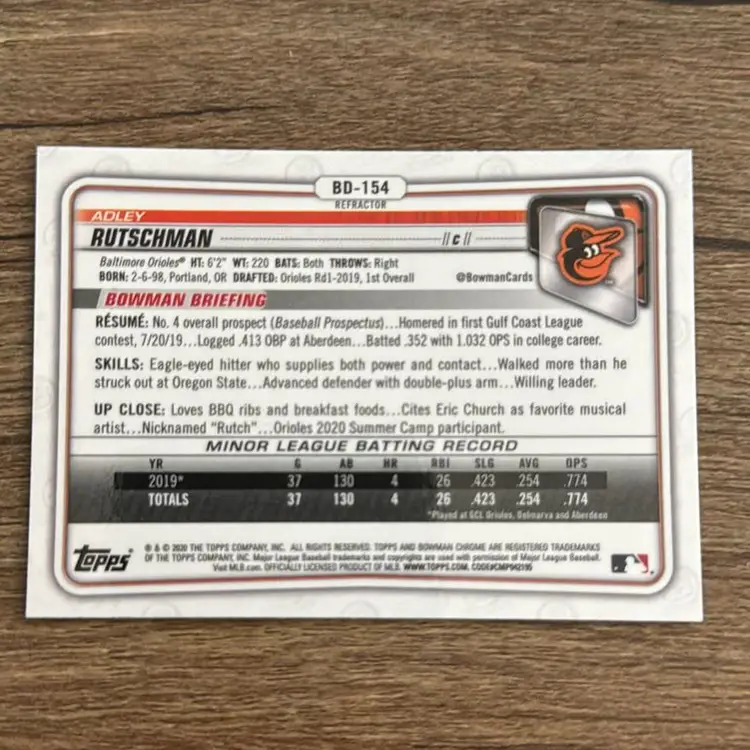 BD-154
REFRACTOR
ADLEY
RUTSCHMAN //C//
Baltimore Orioles® HT: 6'2" WT: 220 BATS: Both THROWS: Right
BORN: 2-6-98, Portland, OR DRAFTED: Orioles Rd1-2019, 1st Overall @BowmanCards
BOWMAN BRIEFING
RÉSUMÉ: No. 4 overall prospect (Baseball Prospectus)...Homered in first Gulf Coast League
contest, 7/20/19...Logged .413 OBP at Aberdeen...Batted .352 with 1.032 OPS in college career.
SKILLS: Eagle-eyed hitter who supplies both power and contact...Walked more than he
struck out at Oregon State...Advanced defender with double-plus arm...Willing leader.
UP CLOSE: Loves BBQ ribs and breakfast foods...Cites Eric Church as favorite musical
artist...Nicknamed "Rutch"...Orioles 2020 Summer Camp participant.
MINOR LEAGUE BATTING RECORD
YR G AB HR RBI SLG AVG OPS
2019* 37 130 4 26 .423 .254 .774
TOTALS 37 130 4 26 .423 .254 .774
*Played at GCL Orioles, Delmarva and Aberdeen
Topps
® & © 2020 THE TOPPS COMPANY, INC. ALL RIGHTS RESERVED. TOPPS AND BOWMAN CHROME ARE REGISTERED TRADEMARKS
OF THE TOPPS COMPANY, INC. Major League Baseball trademarks and copyrights are used with permission of Major League Baseball.
Visit MLB.com. OFFICIALLY LICENSED PRODUCT OF MLB. WWW.TOPPS.COM. CODE#CMP042195